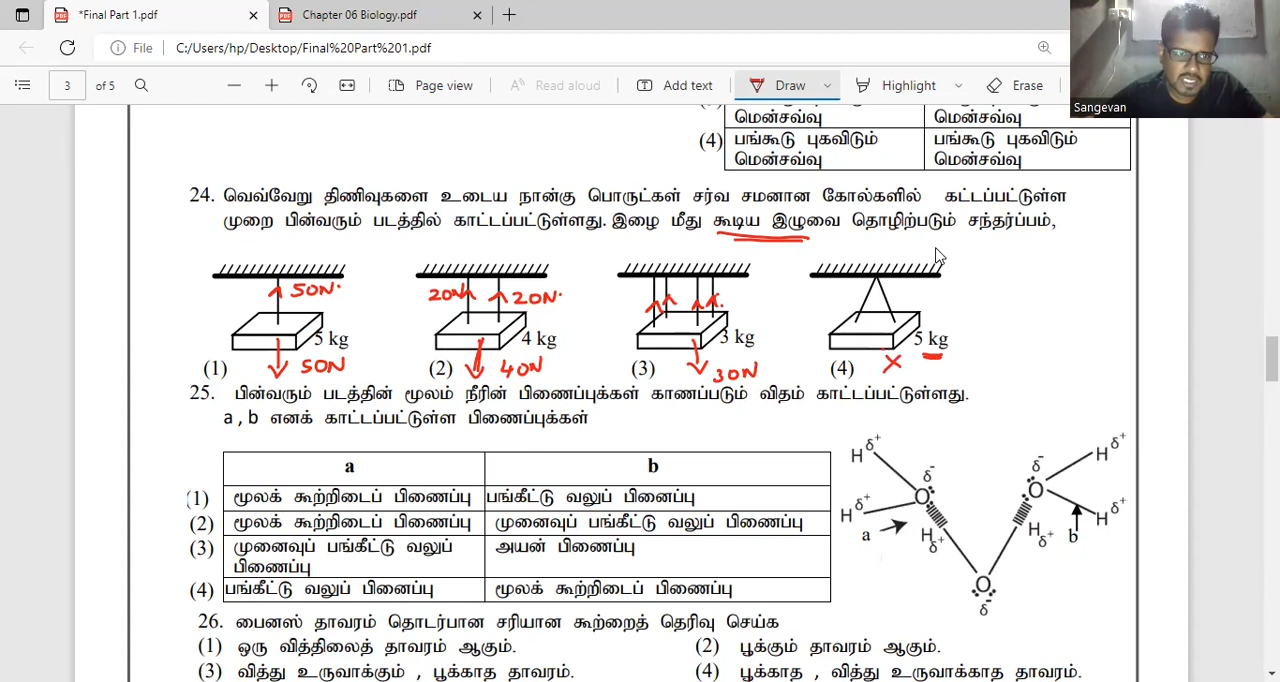 *Final Part 1.pdf
Chapter 06 Biology.pdf
File C:/Users/hp/Desktop/Final%20Part%201.pdf
3 of 5 Page view Read aloud Add text Draw Highlight Erase
Sangevan
மென்சவ்வு மென்சவ்வு
(4) பங்கூடு புகவிடும் பங்கூடு புகவிடும்
மென்சவ்வு மென்சவ்வு
24. வெவ்வேறு திணிவுகளை உடைய நான்கு பொருட்கள் சர்வ சமனான கோல்களில் கட்டப்பட்டுள்ள
முறை பின்வரும் படத்தில் காட்டப்பட்டுள்ளது. இழை மீது கூடிய இழுவை தொழிற்படும் சந்தர்ப்பம்,
50N.
20N 20N.
5 kg 4 kg 3 kg 5 kg
(1) 50N (2) 40N (3) 30N (4) X
25. பின்வரும் படத்தின் மூலம் நீரின் பிணைப்புக்கள் காணப்படும் விதம் காட்டப்பட்டுள்ளது.
a , b எனக் காட்டப்பட்டுள்ள பிணைப்புக்கள்
a b
(1) மூலக் கூற்றிடைப் பிணைப்பு பங்கீட்டு வலுப் பினைப்பு
(2) மூலக் கூற்றிடைப் பிணைப்பு முனைவுப் பங்கீட்டு வலுப் பிணைப்பு
(3) முனைவுப் பங்கீட்டு வலுப் அயன் பிணைப்பு
பிணைப்பு
(4) பங்கீட்டு வலுப் பினைப்பு மூலக் கூற்றிடைப் பிணைப்பு
H δ+ δ- δ- H δ+
O O
H δ+ H δ+
a H δ+ H δ+ b
O
δ-
26. பைனஸ் தாவரம் தொடர்பான சரியான கூற்றைத் தெரிவு செய்க
(1) ஒரு வித்திலைத் தாவரம் ஆகும். (2) பூக்கும் தாவரம் ஆகும்.
(3) வித்து உருவாக்கும் , பூக்காத தாவரம். (4) பூக்காத , வித்து உருவாக்காத தாவரம்.